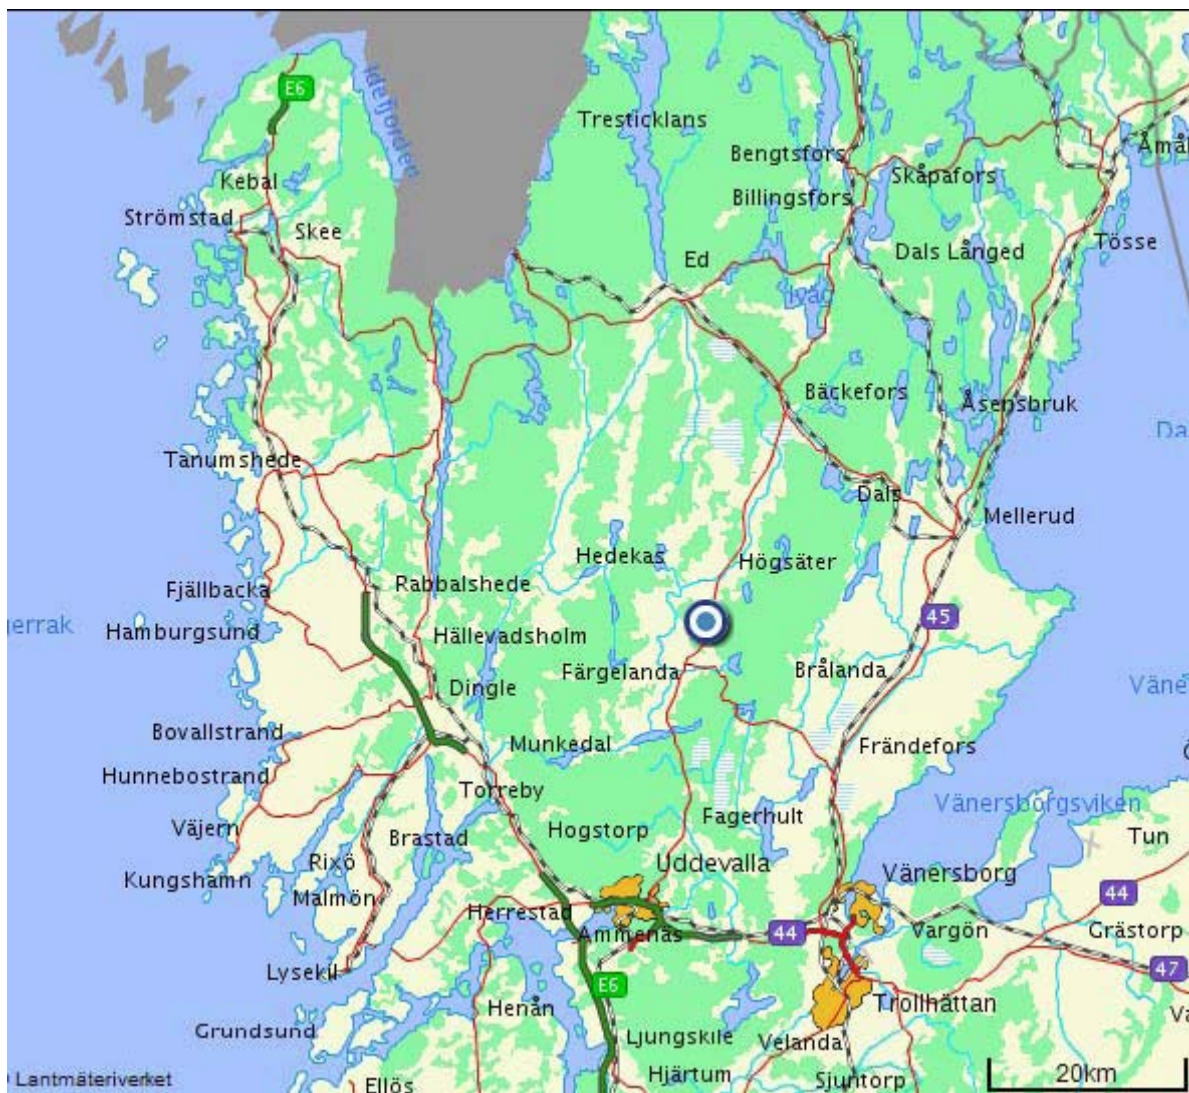 E6
Idefjorden
Tresticklans
Bengtsfors
Skåpafors
Kebal
Billingsfors
Strömstad
Skee
Dals Långed
Tösse
Ed
Bäckefors
Åsensbruk
Tanumshede
Dals
Mellerud
Hedekas
Högsäter
Rabbalshede
Fjällbacka
Hamburgsund
Hällevadsholm
45
Färgelanda
Brålanda
Dingle
Bovallstrand
Munkedal
Frändefors
Hunnebostrand
Torreby
Vänersborgsviken
Väjern
Brastad
Hogstorp
Fagerhult
Tun
Rixö
Uddevalla
Vänersborg
Kungshamn
Malmön
44
Herrestad
Ammenäs
44
Vargön
Grästorp
Lysekil
47
E6
Henån
Trollhättan
Grundsund
Ljungskile
Velanda
Hjärtum
Sjuntorp
20km
Lantmäteriverket
Ellös